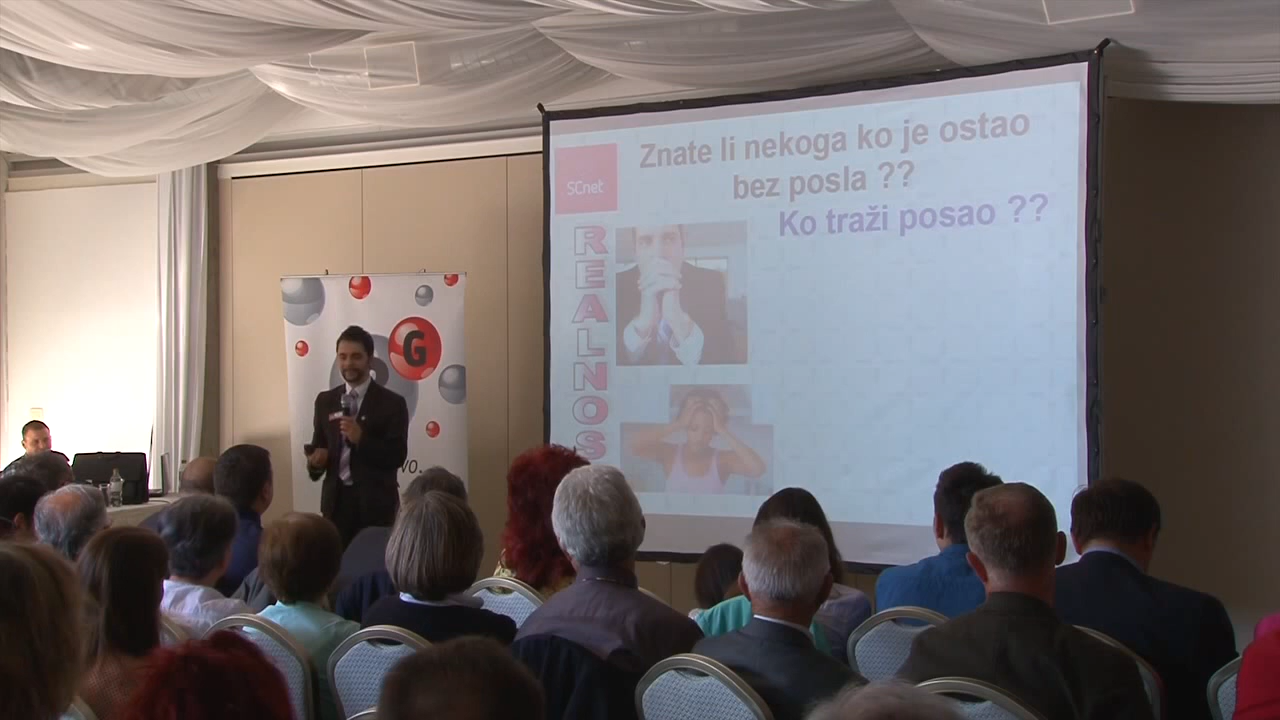 Znate li nekoga ko je ostao
bez posla ??
Ko traži posao ??
SCnet
REALNOS
G
vo.